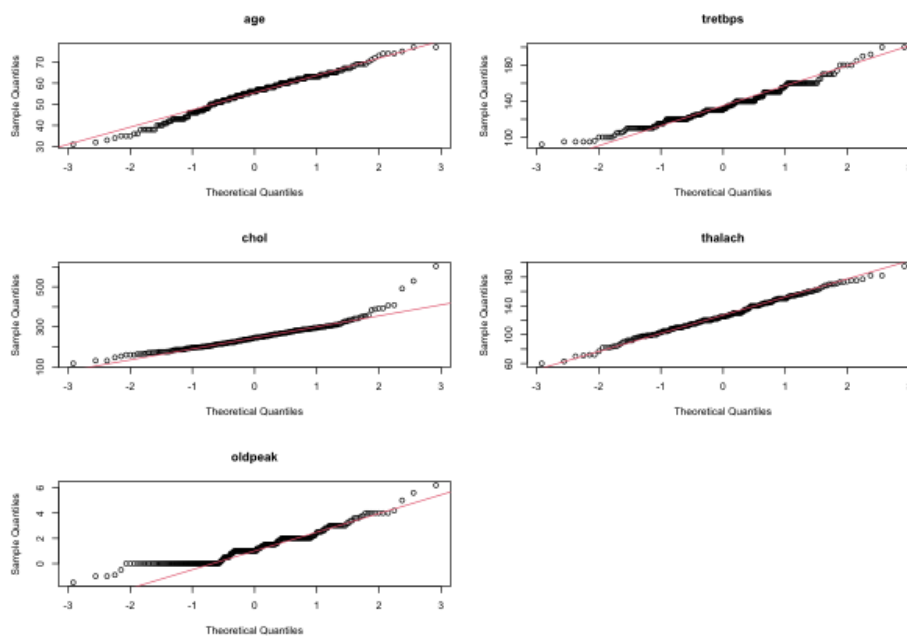 age
Sample Quantiles
30 50 70
-3 -2 -1 0 1 2 3
Theoretical Quantiles
tretbps
Sample Quantiles
100 140 180
-3 -2 -1 0 1 2 3
Theoretical Quantiles
chol
Sample Quantiles
100 300 500
-3 -2 -1 0 1 2 3
Theoretical Quantiles
thalach
Sample Quantiles
60 100 140 180
-3 -2 -1 0 1 2 3
Theoretical Quantiles
oldpeak
Sample Quantiles
0 2 4 6
-3 -2 -1 0 1 2 3
Theoretical Quantiles